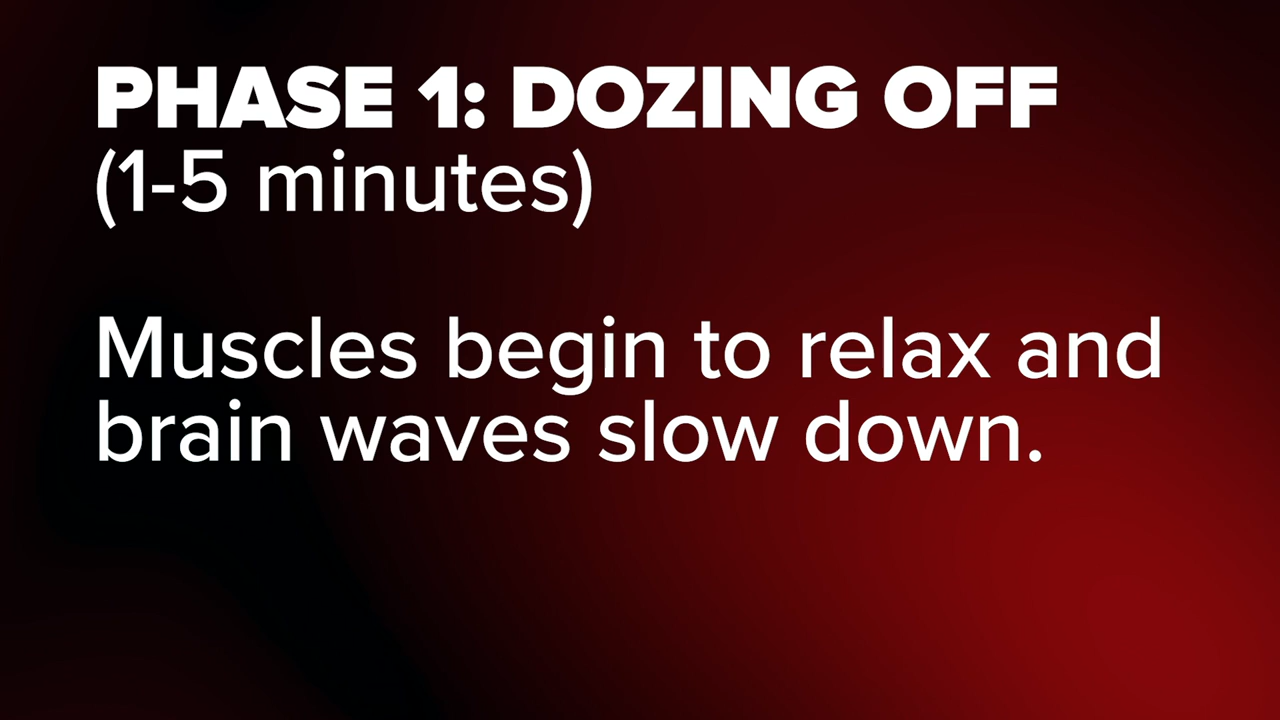 PHASE 1: DOZING OFF
(1-5 minutes)
Muscles begin to relax and
brain waves slow down.